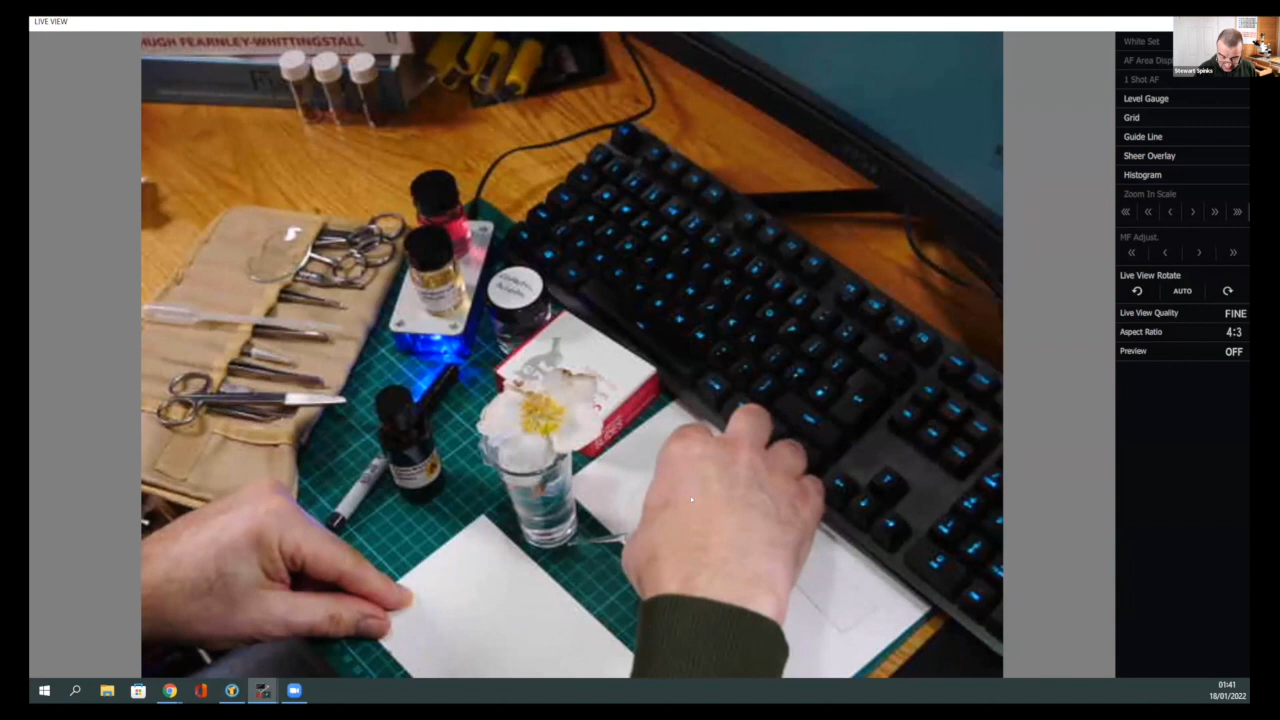 LIVE VIEW
HUGH FEARNLEY-WHITTINGSTALL
White Set
Stewart Spinks
1 Shot AF
Level Gauge
Grid
Guide Line
Sheer Overlay
Histogram
Zoom In Scale
MF Adjust.
Live View Rotate
AUTO
Live View Quality FINE
Aspect Ratio 4:3
Preview OFF
SLIDES
01:41
18/01/2022